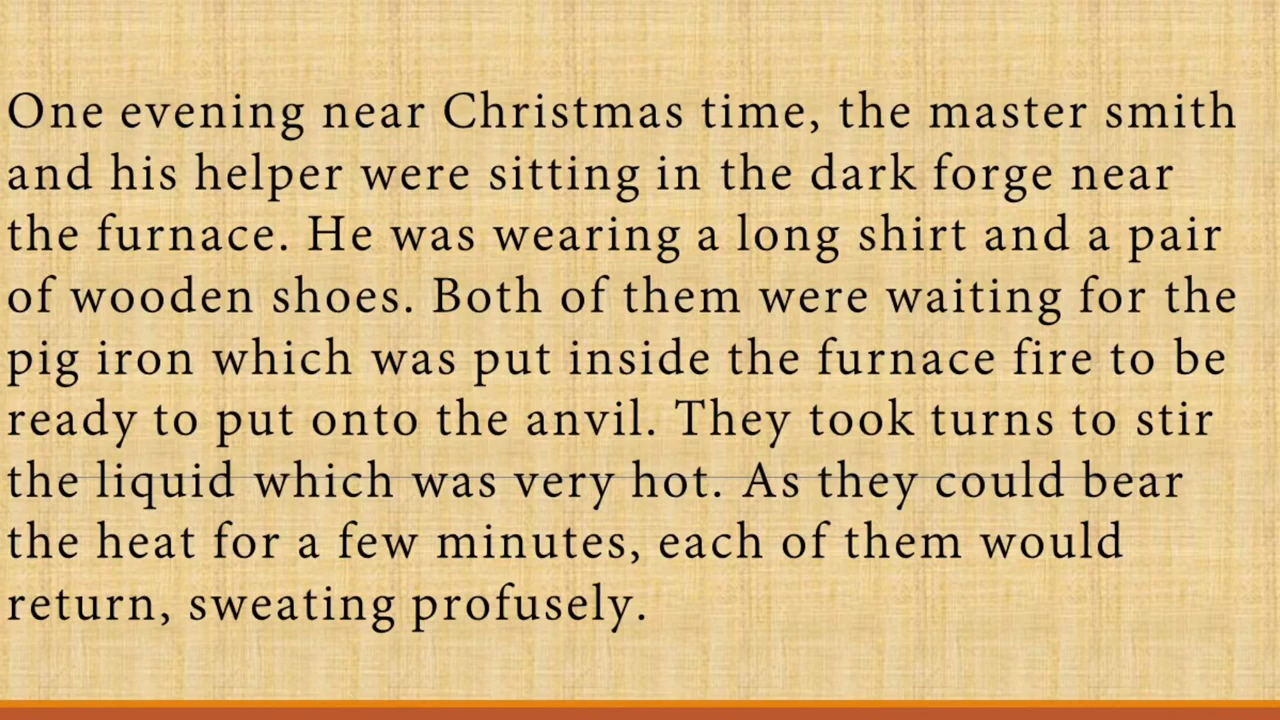 One evening near Christmas time, the master smith
and his helper were sitting in the dark forge near
the furnace. He was wearing a long shirt and a pair
of wooden shoes. Both of them were waiting for the
pig iron which was put inside the furnace fire to be
ready to put onto the anvil. They took turns to stir
the liquid which was very hot. As they could bear
the heat for a few minutes, each of them would
return, sweating profusely.